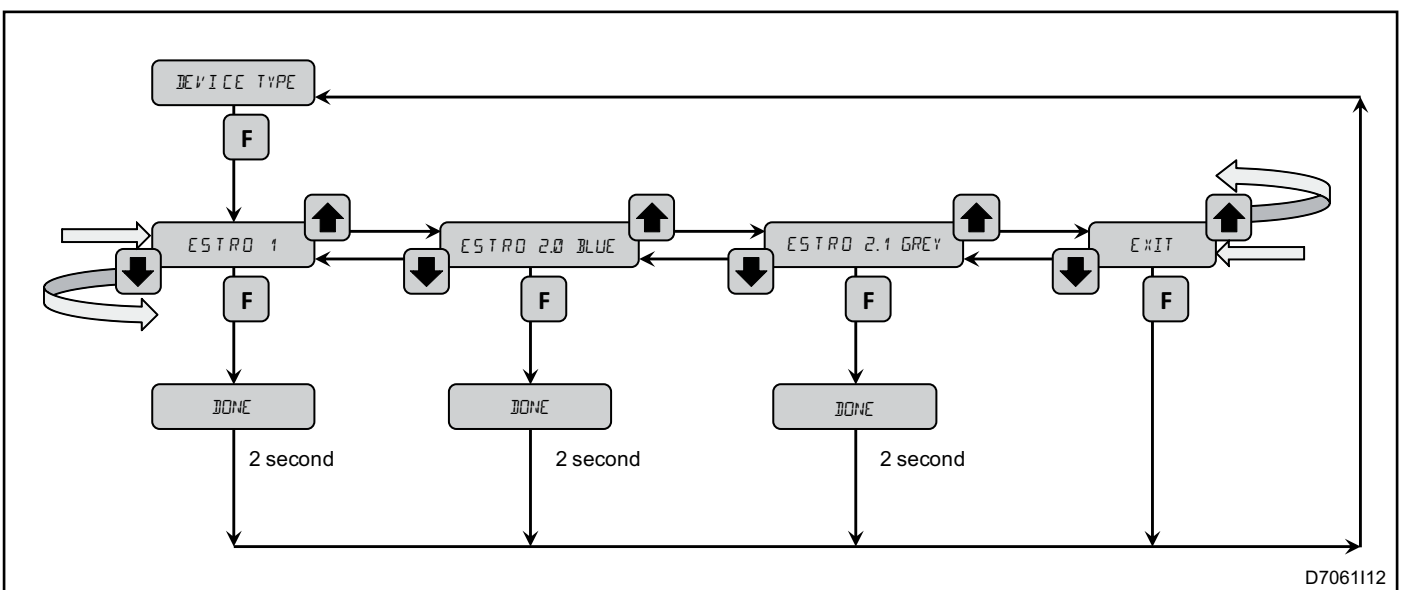 DEVICE TYPE
F
ESTRO 1
ESTRO 2.0 BLUE
ESTRO 2.1 GREY
EXIT
F
F
F
F
DONE
DONE
DONE
2 second
2 second
2 second
D7061I12